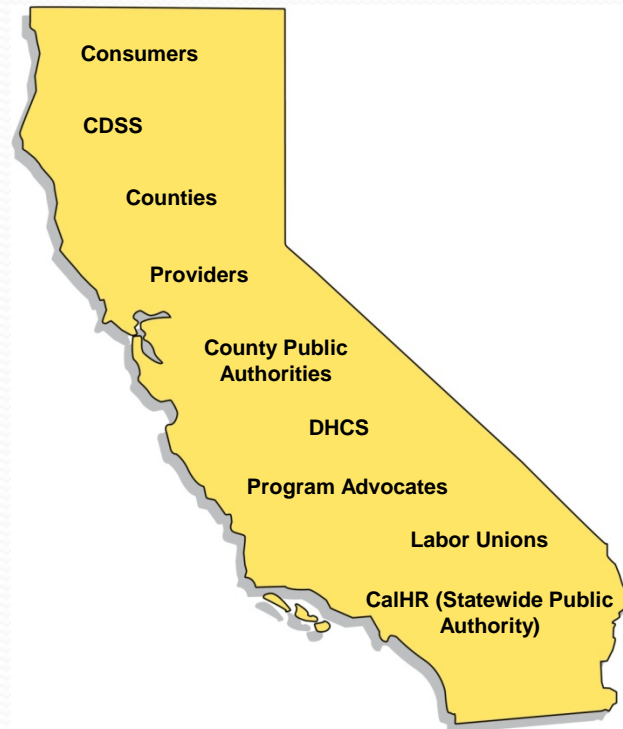 Consumers
CDSS
Counties
Providers
County Public
Authorities
DHCS
Program Advocates
Labor Unions
CalHR (Statewide Public
Authority)